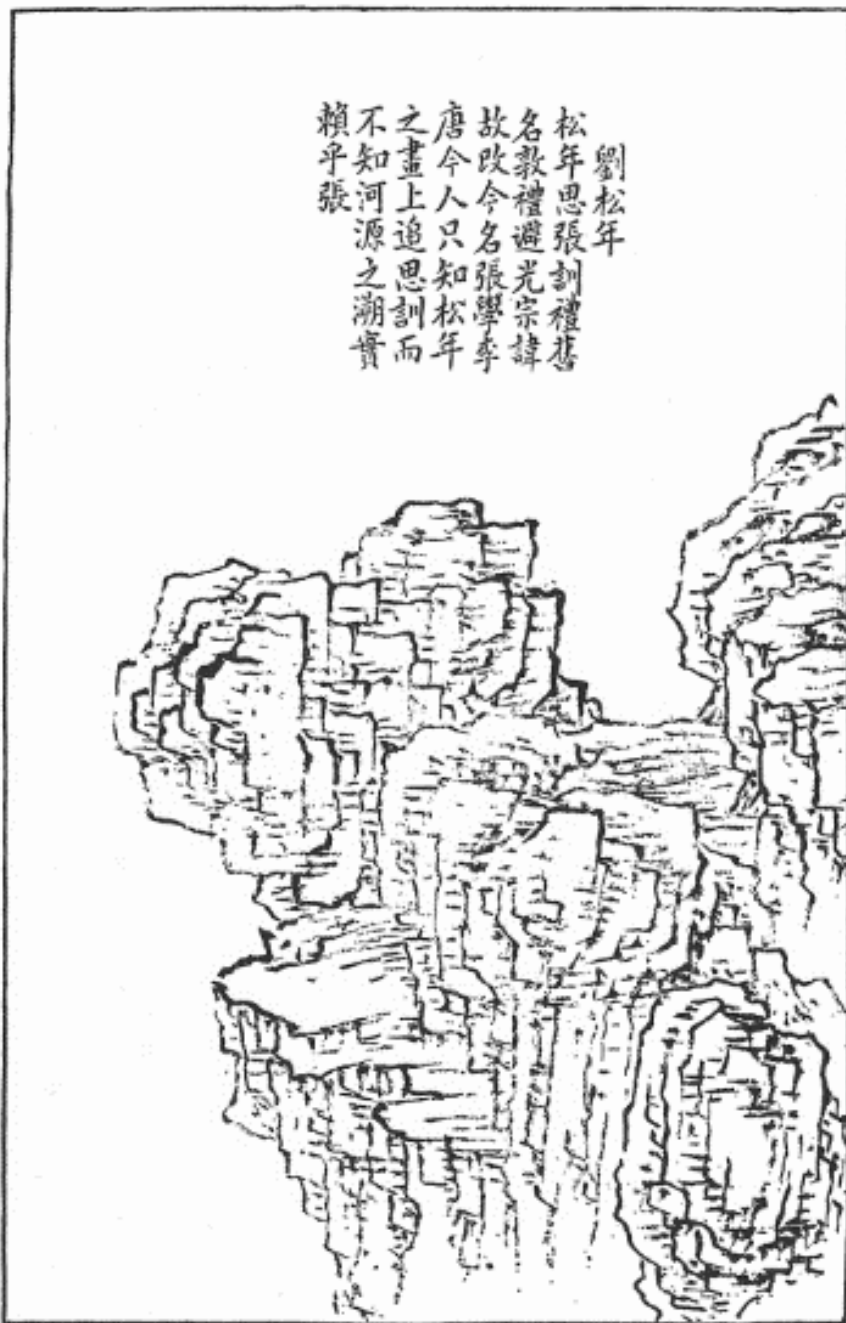 劉松年
松年思張訓禮舊
名敦禮避光宗諱
故改今名張學李
唐今人只知松年
之畫上追思訓而
不知河源之溯實
賴乎張